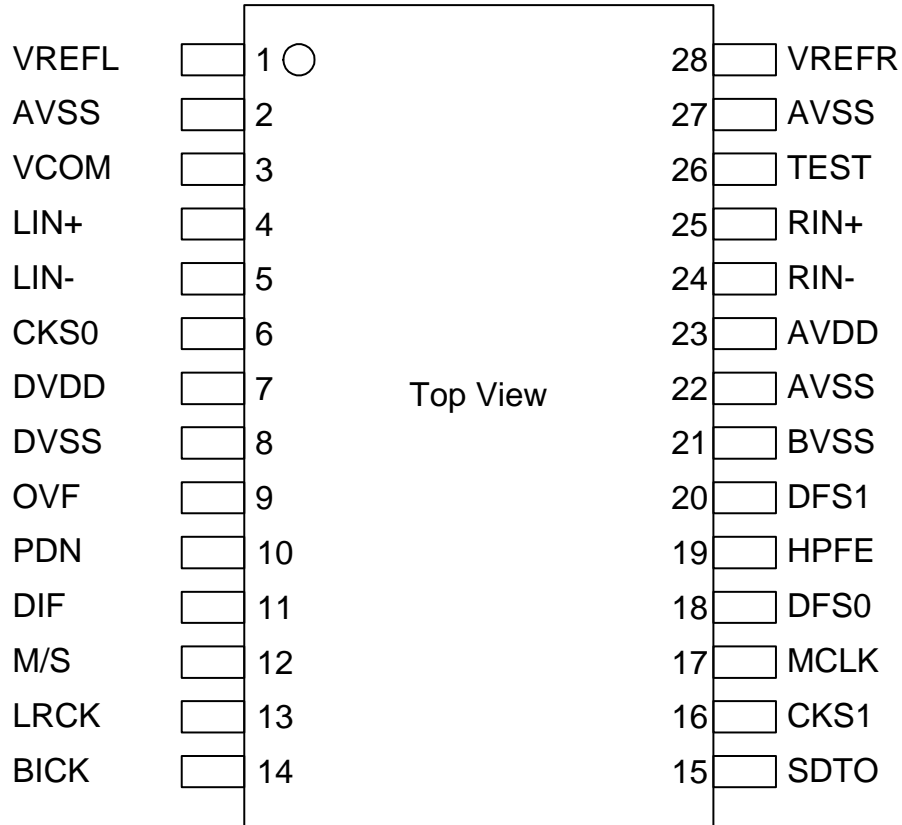 VREFL 1 28 VREFR
AVSS 2 27 AVSS
VCOM 3 26 TEST
LIN+ 4 25 RIN+
LIN- 5 24 RIN-
CKS0 6 23 AVDD
DVDD 7 Top View 22 AVSS
DVSS 8 21 BVSS
OVF 9 20 DFS1
PDN 10 19 HPFE
DIF 11 18 DFS0
M/S 12 17 MCLK
LRCK 13 16 CKS1
BICK 14 15 SDTO